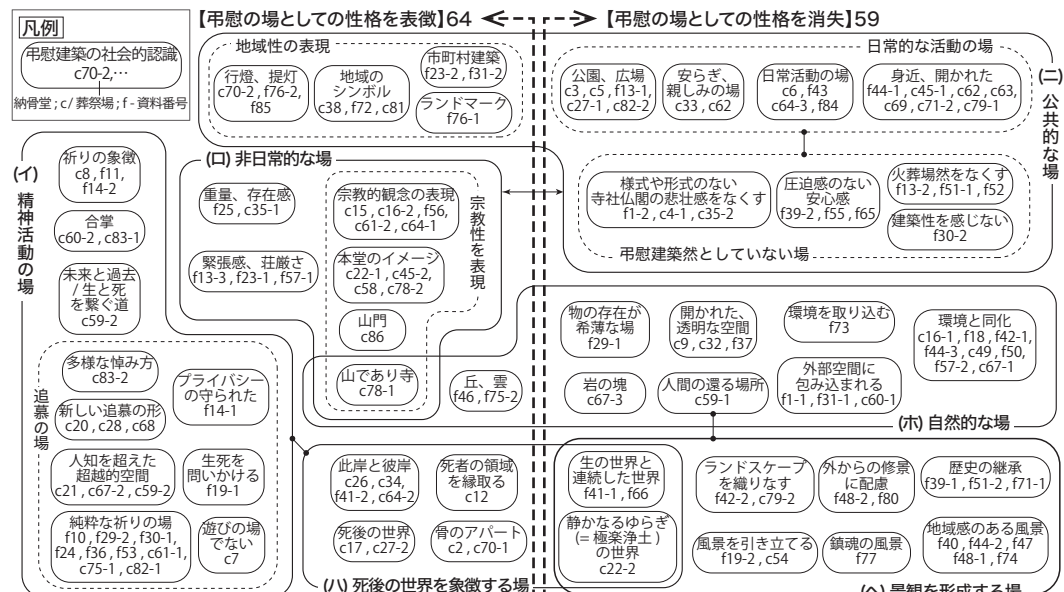 【弔慰の場としての性格を表徴】64
【弔慰の場としての性格を消失】59
凡例
弔慰建築の社会的認識
c70-2,…
納骨堂 ; c / 葬祭場 ; f - 資料番号
地域性の表現
行燈、提灯
c70-2 , f76-2,
f85
地域の
シンボル
c38 , f72 , c81
市町村建築
f23-2 , f31-2
ランドマーク
f76-1
日常的な活動の場
公園、広場
c3 , c5 , f13-1,
c27-1 , c82-2
安らぎ、
親しみの場
c33 , c62
日常活動の場
c6 , f43
c64-3 , f84
身近、開かれた
f44-1 , c45-1 , c62 , c63,
c69 , c71-2 , c79-1
(ニ) 公共的な場
様式や形式のない
寺社仏閣の悲壮感をなくす
f1-2 , c4-1 , c35-2
圧迫感のない
安心感
f39-2 , f55 , f65
火葬場然をなくす
f13-2 , f51-1 , f52
建築性を感じない
f30-2
弔慰建築然としていない場
(イ) 精神活動の場
祈りの象徴
c8 , f11,
f14-2
合掌
c60-2 , c83-1
未来と過去
/ 生と死
を繋ぐ道
c59-2
(ロ) 非日常的な場
重量、存在感
f25 , c35-1
緊張感、荘厳さ
f13-3 , f23-1 , f57-1
宗教性を表現
宗教的観念の表現
c15 , c16-2 , f56,
c61-2 , c64-1
本堂のイメージ
c22-1 , c45-2,
c58 , c78-2
山門
c86
山であり寺
c78-1
丘、雲
f46 , f75-2
追慕の場
多様な悼み方
c83-2
プライバシー
の守られた
f14-1
新しい追慕の形
c20 , c28 , c68
人知を超えた
超越的空間
c21 , c67-2 , c59-2
生死を
問いかける
f19-1
純粋な祈りの場
f10 , f29-2 , f30-1,
f24 , f36 , f53 , c61-1,
c75-1 , c82-1
遊びの場
でない
c7
此岸と彼岸
c26 , c34,
f41-2 , c64-2
死者の領域
を縁取る
c12
死後の世界
c17 , c27-2
骨のアパート
c2 , c70-1
(ハ) 死後の世界を象徴する場
物の存在が
希薄な場
f29-1
開かれた、
透明な空間
c9 , c32 , f37
環境を取り込む
f73
環境と同化
c16-1 , f18 , f42-1,
f44-3 , c49 , f50,
f57-2 , c67-1
岩の塊
c67-3
人間の還る場所
c59-1
外部空間に
包み込まれる
f1-1 , f31-1 , c60-1
(ホ) 自然的な場
生の世界と
連続した世界
f41-1 , f66
静かなるゆらぎ
(= 極楽浄土 )
の世界
c22-2
ランドスケープ
を織りなす
f42-2 , c79-2
外からの修景
に配慮
f48-2 , f80
歴史の継承
f39-1 , f51-2 , f71-1
風景を引き立てる
f19-2 , c54
鎮魂の風景
f77
地域感のある風景
f40 , f44-2 , f47
f48-1 , f74
(ヘ) 景観を形成する場